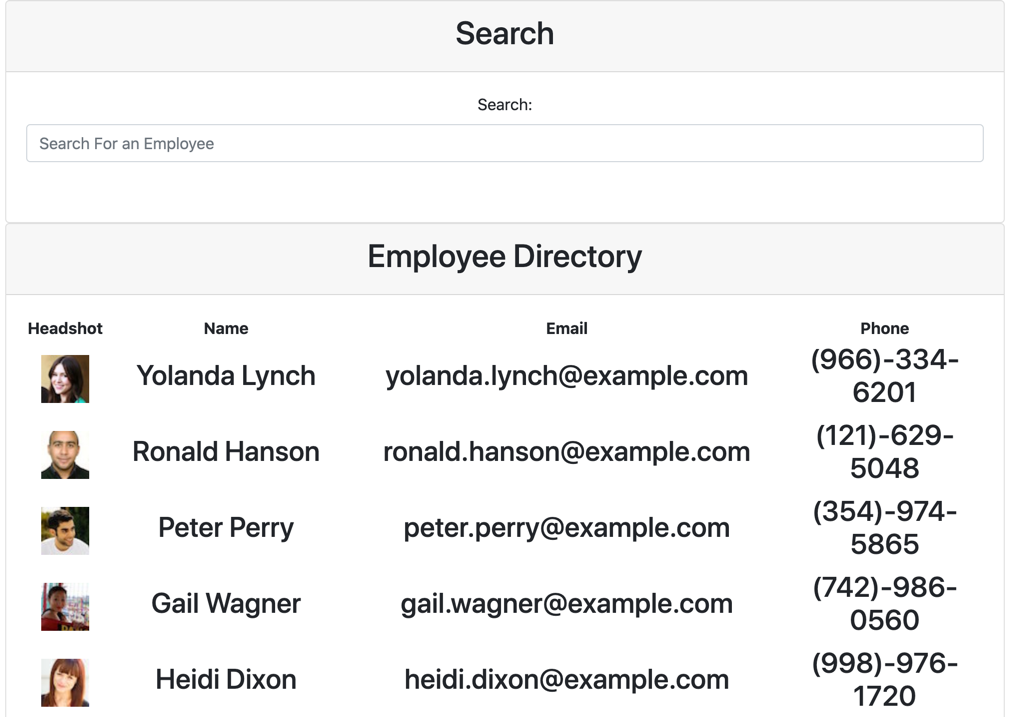 Search
Search:
Search For an Employee
Employee Directory
Headshot Name Email Phone
Yolanda Lynch yolanda.lynch@example.com (966)-334-
6201
Ronald Hanson ronald.hanson@example.com (121)-629-
5048
Peter Perry peter.perry@example.com (354)-974-
5865
Gail Wagner gail.wagner@example.com (742)-986-
0560
Heidi Dixon heidi.dixon@example.com (998)-976-
1720